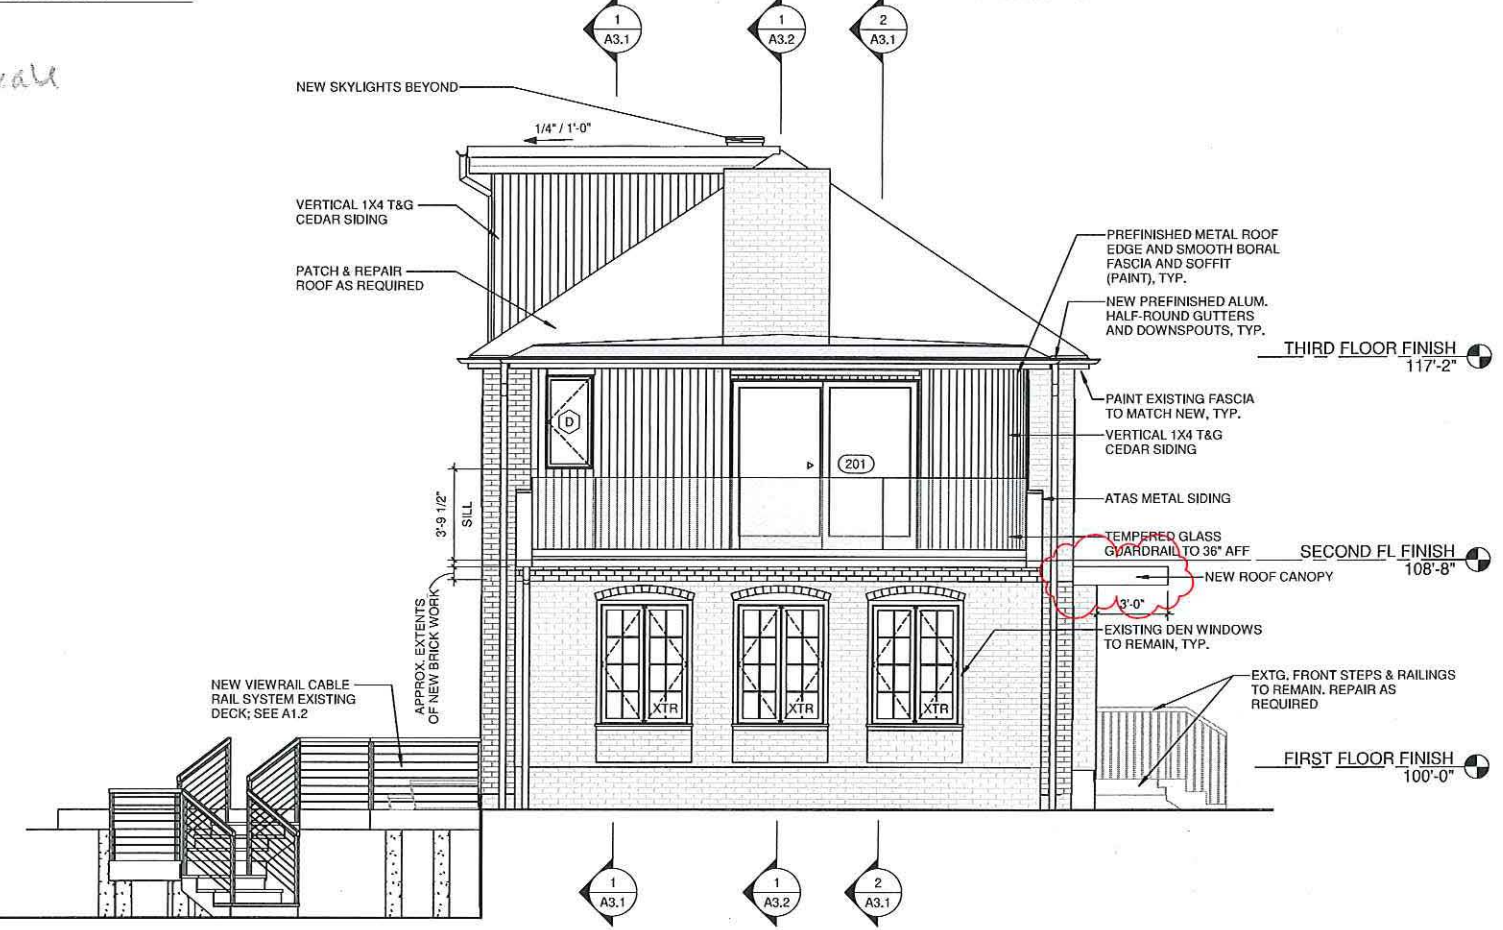 1
A3.1
1
A3.2
2
A3.1
NEW SKYLIGHTS BEYOND
1/4" / 1'-0"
VERTICAL 1X4 T&G
CEDAR SIDING
PATCH & REPAIR
ROOF AS REQUIRED
PREFINISHED METAL ROOF
EDGE AND SMOOTH BORAL
FASCIA AND SOFFIT
(PAINT), TYP.
NEW PREFINISHED ALUM.
HALF-ROUND GUTTERS
AND DOWNSPOUTS, TYP.
THIRD FLOOR FINISH
117'-2"
PAINT EXISTING FASCIA
TO MATCH NEW, TYP.
VERTICAL 1X4 T&G
CEDAR SIDING
D
201
3'-9 1/2"
SILL
ATAS METAL SIDING
TEMPERED GLASS
GUARDRAIL TO 36" AFF
SECOND FL FINISH
108'-8"
NEW ROOF CANOPY
3'-0"
APPROX. EXTENTS
OF NEW BRICK WORK
EXISTING DEN WINDOWS
TO REMAIN, TYP.
XTR
XTR
XTR
NEW VIEWRAIL CABLE
RAIL SYSTEM EXISTING
DECK; SEE A1.2
EXTG. FRONT STEPS & RAILINGS
TO REMAIN. REPAIR AS
REQUIRED
FIRST FLOOR FINISH
100'-0"
1
A3.1
1
A3.2
2
A3.1